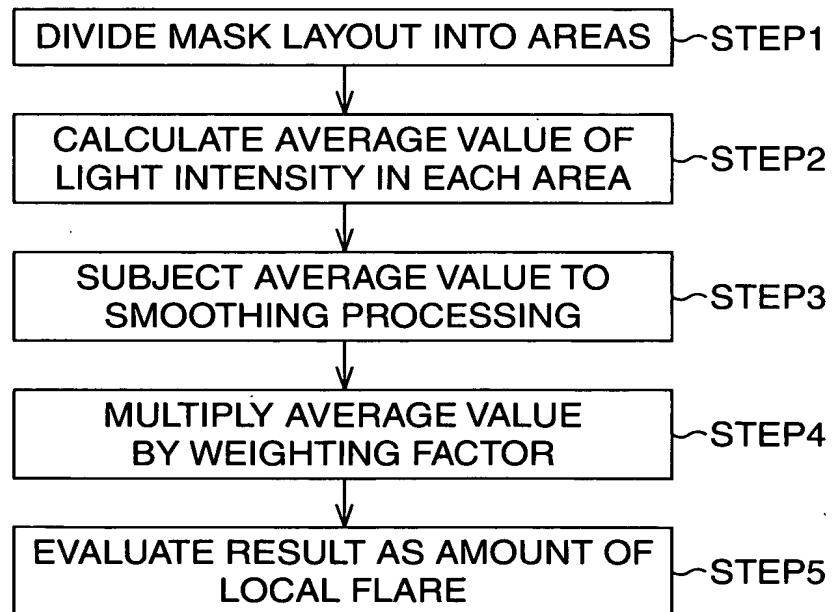 DIVIDE MASK LAYOUT INTO AREAS STEP1
CALCULATE AVERAGE VALUE OF
LIGHT INTENSITY IN EACH AREA STEP2
SUBJECT AVERAGE VALUE TO
SMOOTHING PROCESSING STEP3
MULTIPLY AVERAGE VALUE
BY WEIGHTING FACTOR STEP4
EVALUATE RESULT AS AMOUNT OF
LOCAL FLARE STEP5